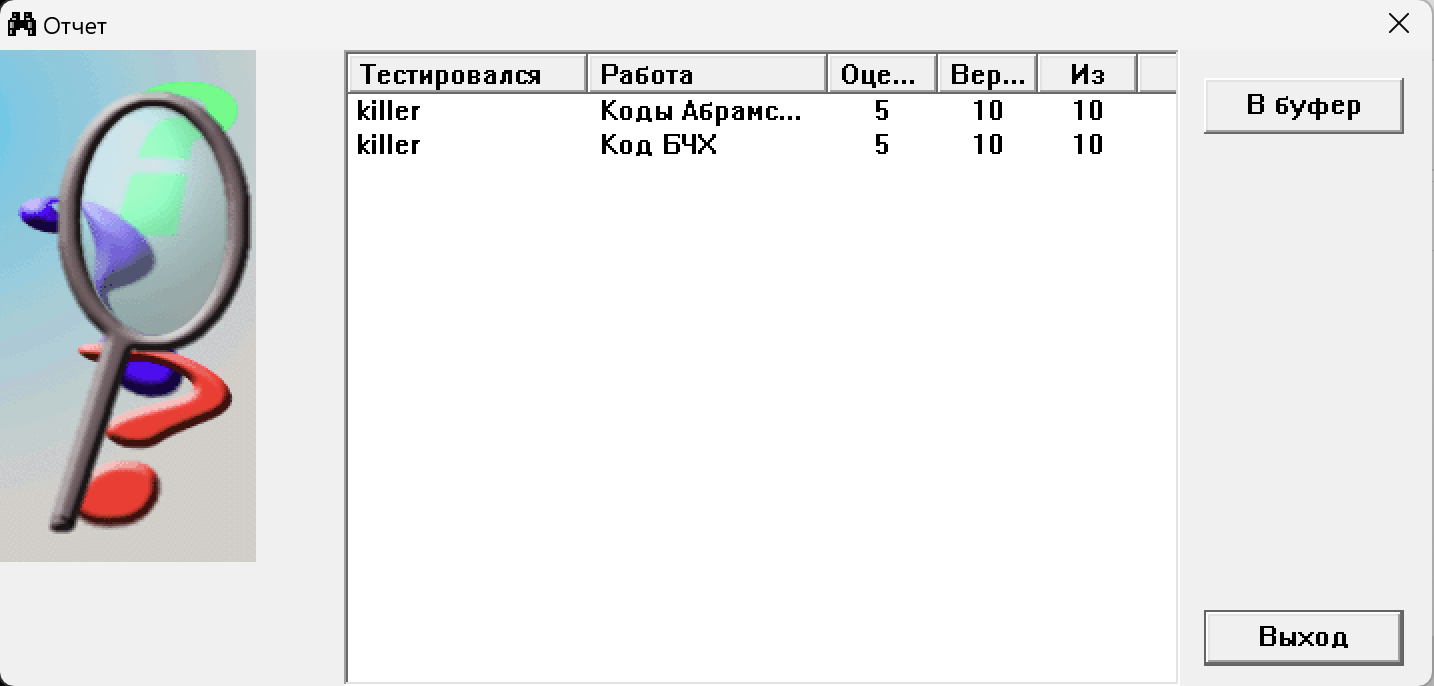 Отчет
Тестировался Работа Оце... Вер... Из
killer Коды Абрамс... 5 10 10
killer Код БЧХ 5 10 10
В буфер
Выход